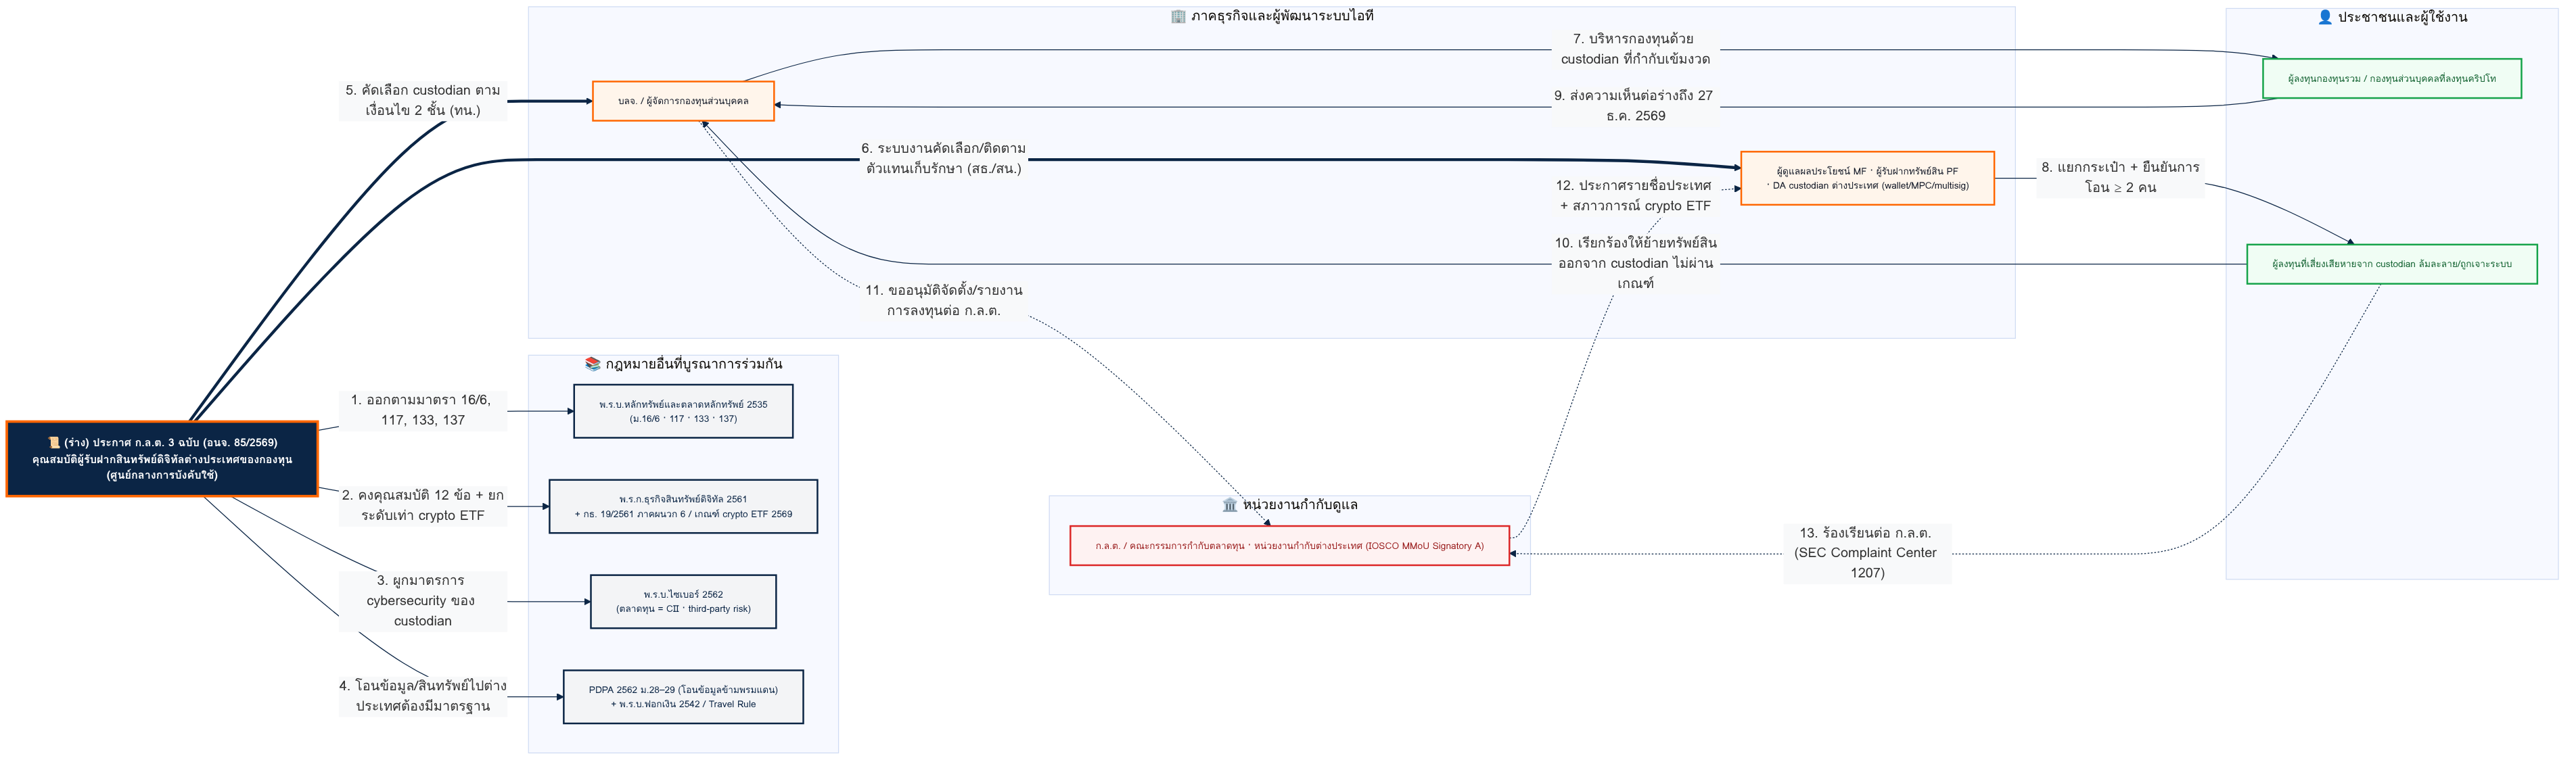 🏢 ภาคธุรกิจและผู้พัฒนาระบบไอที
👤 ประชาชนและผู้ใช้งาน
7. บริหารกองทุนด้วย
custodian ที่กำกับเข้มงวด
ผู้ลงทุนกองทุนรวม / กองทุนส่วนบุคคลที่ลงทุนคริปโท
5. คัดเลือก custodian ตาม
เงื่อนไข 2 ชั้น (ทน.)
บลจ. / ผู้จัดการกองทุนส่วนบุคคล
9. ส่งความเห็นต่อร่างถึง 27
ธ.ค. 2569
6. ระบบงานคัดเลือก/ติดตาม
ตัวแทนเก็บรักษา (สธ./สน.)
ผู้ดูแลผลประโยชน์ MF · ผู้รับฝากทรัพย์สิน PF
· DA custodian ต่างประเทศ (wallet/MPC/multisig)
8. แยกกระเป๋า + ยืนยันการ
โอน ≥ 2 คน
12. ประกาศรายชื่อประเทศ
+ สภาวการณ์ crypto ETF
10. เรียกร้องให้ย้ายทรัพย์สิน
ออกจาก custodian ไม่ผ่าน
เกณฑ์
ผู้ลงทุนที่เสี่ยงเสียหายจาก custodian ล้มละลาย/ถูกเจาะระบบ
11. ขออนุมัติจัดตั้ง/รายงาน
การลงทุนต่อ ก.ล.ต.
📚 กฎหมายอื่นที่บูรณาการร่วมกัน
1. ออกตามมาตรา 16/6,
117, 133, 137
พ.ร.บ.หลักทรัพย์และตลาดหลักทรัพย์ 2535
(ม.16/6 · 117 · 133 · 137)
📜 (ร่าง) ประกาศ ก.ล.ต. 3 ฉบับ (อนจ. 85/2569)
คุณสมบัติผู้รับฝากสินทรัพย์ดิจิทัลต่างประเทศของกองทุน
(ศูนย์กลางการบังคับใช้)
2. คงคุณสมบัติ 12 ข้อ + ยก
ระดับเท่า crypto ETF
พ.ร.ก.ธุรกิจสินทรัพย์ดิจิทัล 2561
+ กธ. 19/2561 ภาคผนวก 6 / เกณฑ์ crypto ETF 2569
🏛️ หน่วยงานกำกับดูแล
ก.ล.ต. / คณะกรรมการกำกับตลาดทุน · หน่วยงานกำกับต่างประเทศ (IOSCO MMoU Signatory A)
13. ร้องเรียนต่อ ก.ล.ต.
(SEC Complaint Center
1207)
3. ผูกมาตรการ
cybersecurity ของ
custodian
พ.ร.บ.ไซเบอร์ 2562
(ตลาดทุน = CII · third-party risk)
4. โอนข้อมูล/สินทรัพย์ไปต่าง
ประเทศต้องมีมาตรฐาน
PDPA 2562 ม.28–29 (โอนข้อมูลข้ามพรมแดน)
+ พ.ร.บ.ฟอกเงิน 2542 / Travel Rule